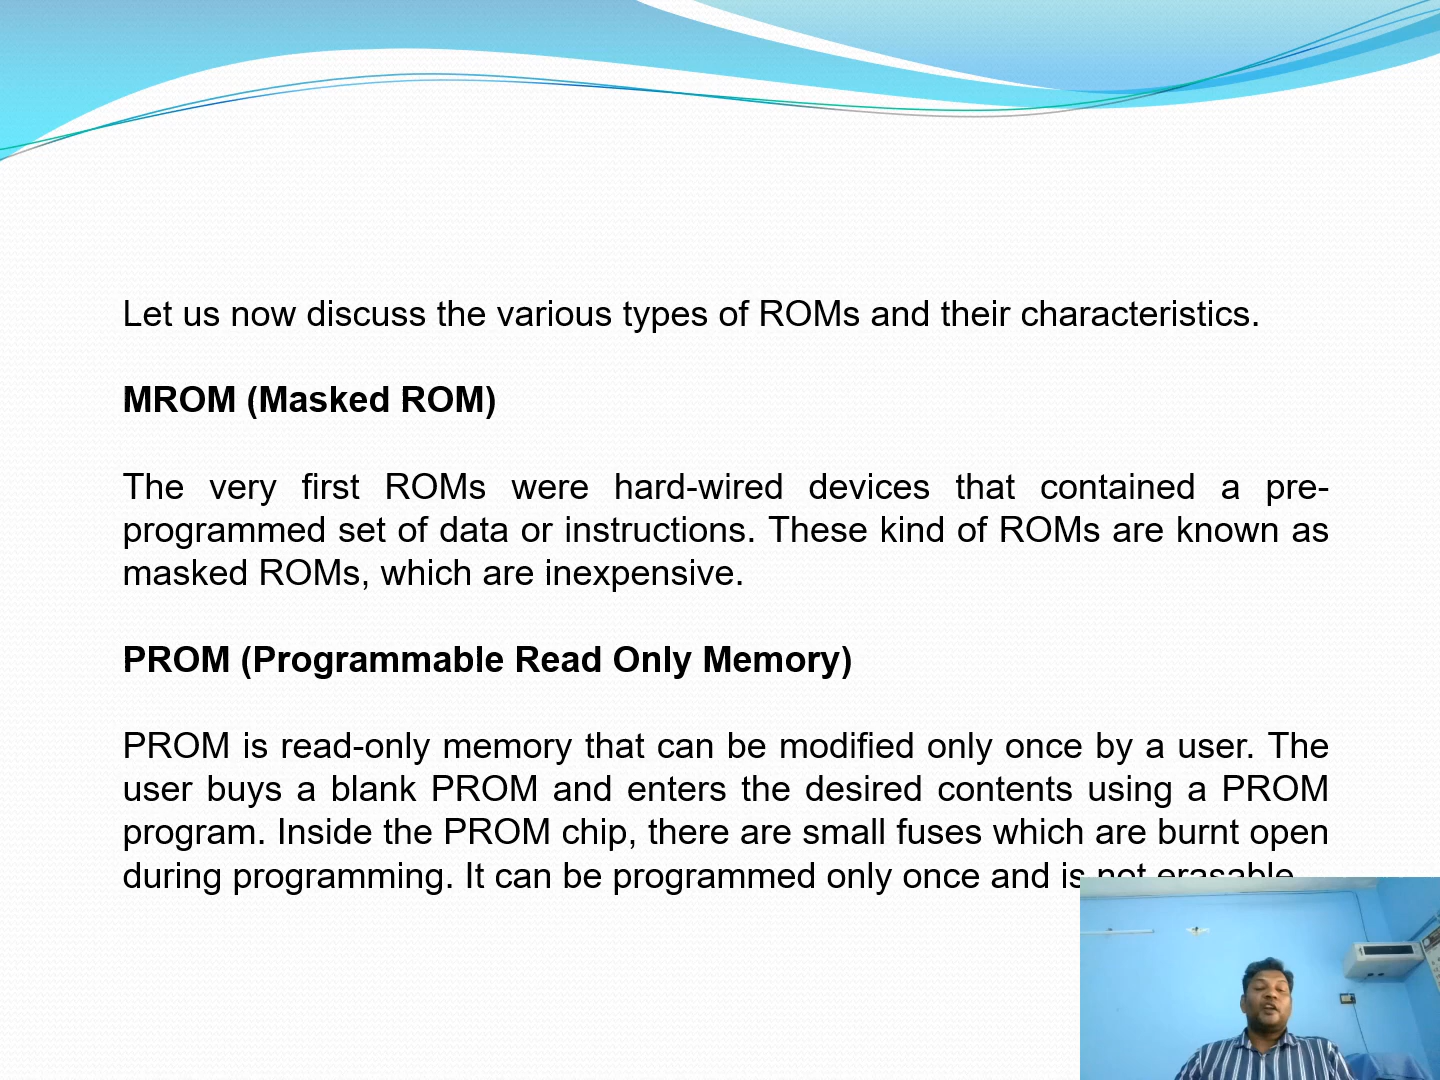 Let us now discuss the various types of ROMs and their characteristics.
MROM (Masked ROM)
The very first ROMs were hard-wired devices that contained a pre-
programmed set of data or instructions. These kind of ROMs are known as
masked ROMs, which are inexpensive.
PROM (Programmable Read Only Memory)
PROM is read-only memory that can be modified only once by a user. The
user buys a blank PROM and enters the desired contents using a PROM
program. Inside the PROM chip, there are small fuses which are burnt open
during programming. It can be programmed only once and is not erasable.